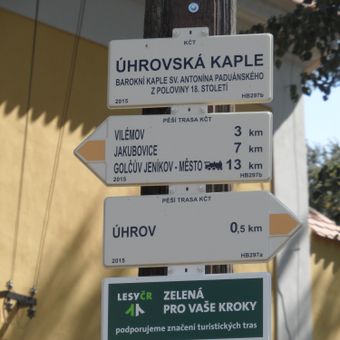 KČT
ÚHROVSKÁ KAPLE
BAROKNÍ KAPLE SV. ANTONÍNA PADUÁNSKÉHO
Z POLOVINY 18. STOLETÍ
2015 HB297b
PĚŠÍ TRASA KČT
VILÉMOV 3 km
JAKUBOVICE 7 km
GOLČŮV JENÍKOV - MĚSTO 13 km
2015 HB297b
PĚŠÍ TRASA KČT
ÚHROV 0,5 km
2015 HB297a
LESYČR ZELENÁ
PRO VAŠE KROKY
podporujeme značení turistických tras